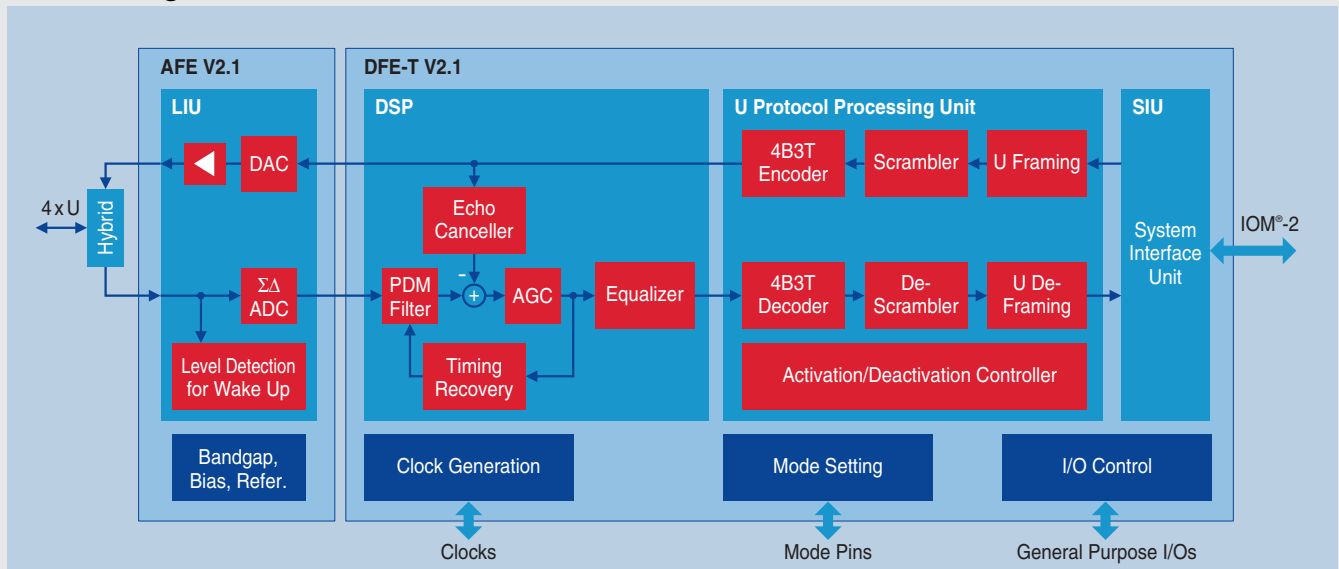 AFE V2.1
DFE-T V2.1
LIU
DSP
U Protocol Processing Unit
SIU
DAC
4B3T
Encoder
Scrambler
U Framing
4 x U
Hybrid
Echo
Canceller
System
Interface
Unit
IOM®-2
ΣΔ
ADC
PDM
Filter
-
+
AGC
Equalizer
4B3T
Decoder
De-
Scrambler
U De-
Framing
Level Detection
for Wake Up
Timing
Recovery
Activation/Deactivation Controller
Bandgap,
Bias, Refer.
Clock Generation
Mode Setting
I/O Control
Clocks
Mode Pins
General Purpose I/Os